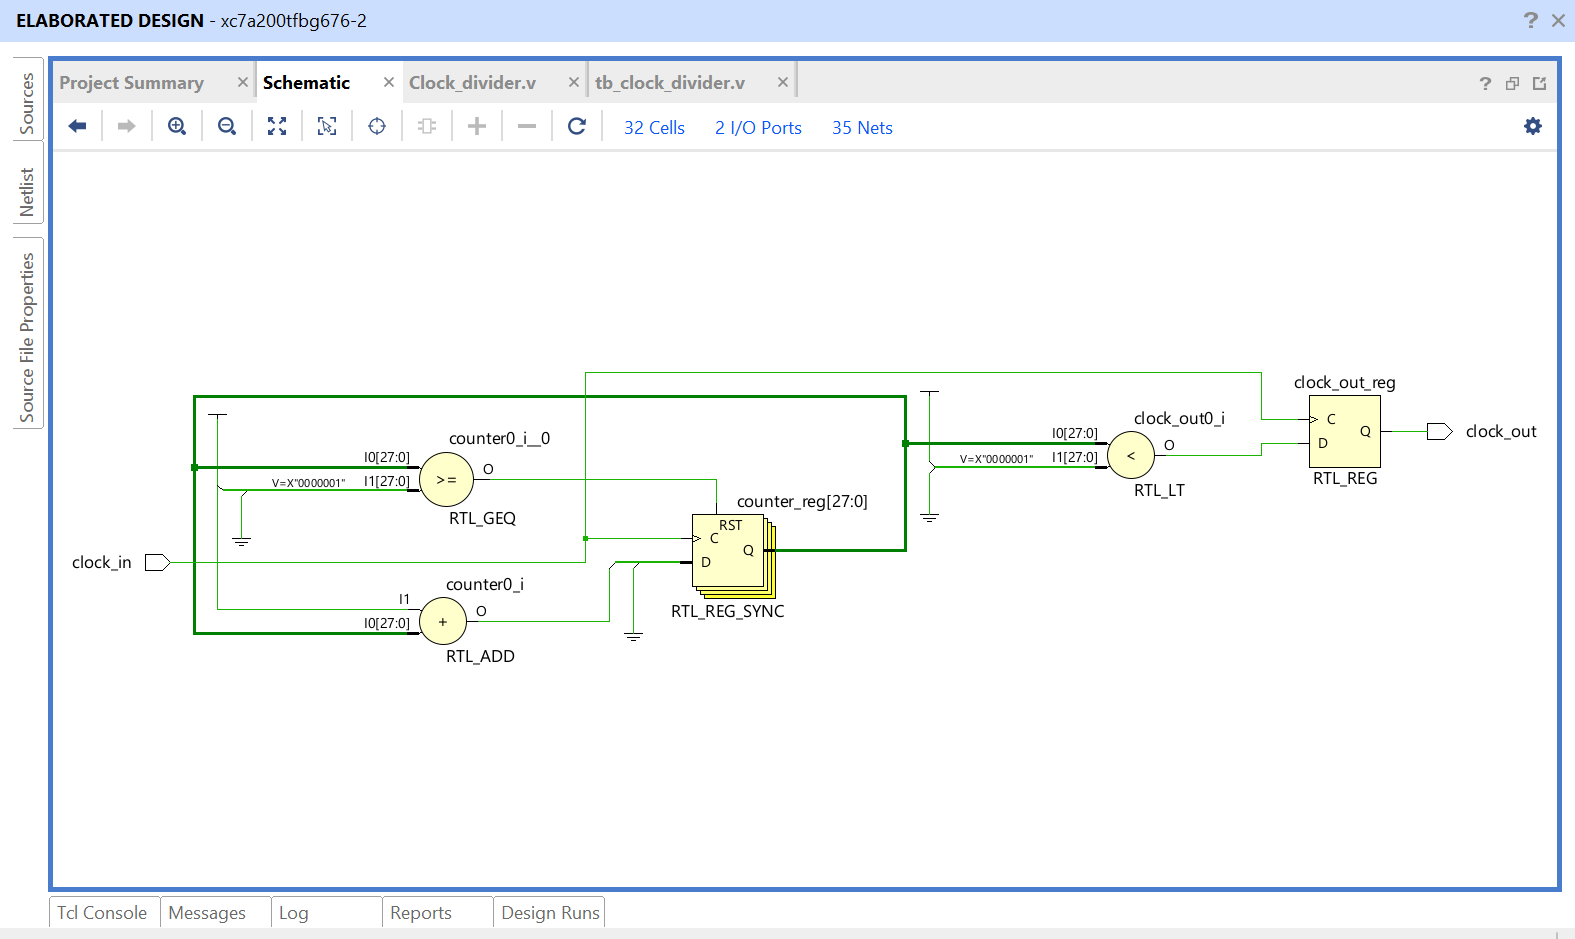 ELABORATED DESIGN - xc7a200tfbg676-2
Sources
Netlist
Source File Properties
Project Summary
Schematic
Clock_divider.v
tb_clock_divider.v
32 Cells
2 I/O Ports
35 Nets
clock_in
counter0_i__0
I0[27:0]
V=X"0000001"
I1[27:0]
>=
O
RTL_GEQ
counter0_i
I1
I0[27:0]
+
O
RTL_ADD
counter_reg[27:0]
RST
C
D
Q
RTL_REG_SYNC
clock_out0_i
I0[27:0]
V=X"0000001"
I1[27:0]
<
O
RTL_LT
clock_out_reg
C
D
Q
RTL_REG
clock_out
Tcl Console
Messages
Log
Reports
Design Runs